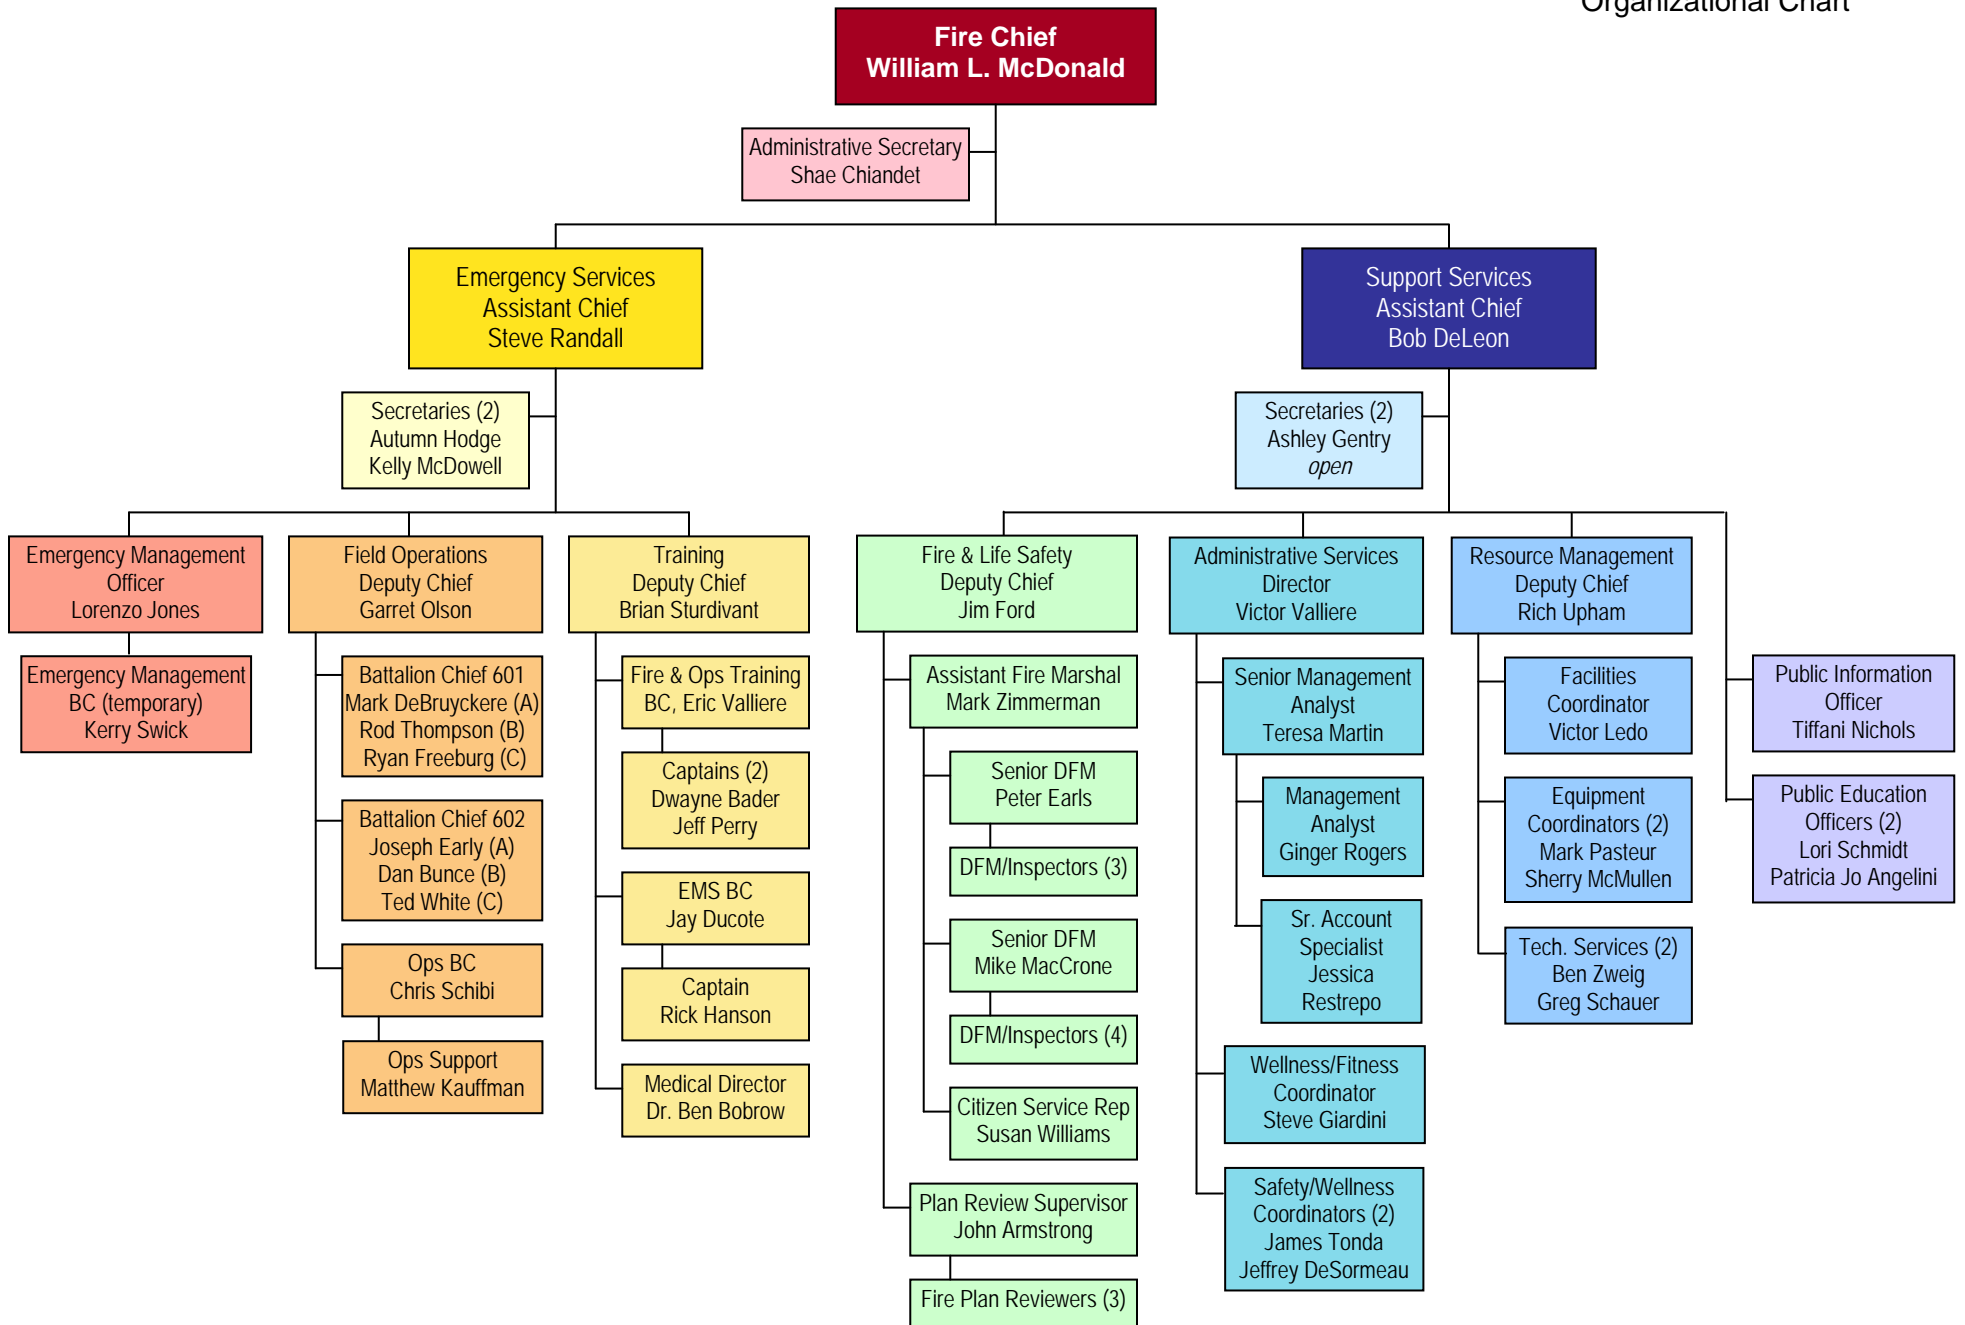 Organizational Chart
Fire Chief
William L. McDonald
Administrative Secretary
Shae Chiandet
Emergency Services
Assistant Chief
Steve Randall
Support Services
Assistant Chief
Bob DeLeon
Secretaries (2)
Autumn Hodge
Kelly McDowell
Secretaries (2)
Ashley Gentry
open
Emergency Management
Officer
Lorenzo Jones
Emergency Management
BC (temporary)
Kerry Swick
Field Operations
Deputy Chief
Garret Olson
Battalion Chief 601
Mark DeBruyckere (A)
Rod Thompson (B)
Ryan Freeburg (C)
Battalion Chief 602
Joseph Early (A)
Dan Bunce (B)
Ted White (C)
Ops BC
Chris Schibi
Ops Support
Matthew Kauffman
Training
Deputy Chief
Brian Sturdivant
Fire & Ops Training
BC, Eric Valliere
Captains (2)
Dwayne Bader
Jeff Perry
EMS BC
Jay Ducote
Captain
Rick Hanson
Medical Director
Dr. Ben Bobrow
Fire & Life Safety
Deputy Chief
Jim Ford
Assistant Fire Marshal
Mark Zimmerman
Senior DFM
Peter Earls
DFM/Inspectors (3)
Senior DFM
Mike MacCrone
DFM/Inspectors (4)
Citizen Service Rep
Susan Williams
Plan Review Supervisor
John Armstrong
Fire Plan Reviewers (3)
Administrative Services
Director
Victor Valliere
Senior Management
Analyst
Teresa Martin
Management
Analyst
Ginger Rogers
Sr. Account
Specialist
Jessica
Restrepo
Wellness/Fitness
Coordinator
Steve Giardini
Safety/Wellness
Coordinators (2)
James Tonda
Jeffrey DeSormeau
Resource Management
Deputy Chief
Rich Upham
Facilities
Coordinator
Victor Ledo
Equipment
Coordinators (2)
Mark Pasteur
Sherry McMullen
Tech. Services (2)
Ben Zweig
Greg Schauer
Public Information
Officer
Tiffani Nichols
Public Education
Officers (2)
Lori Schmidt
Patricia Jo Angelini